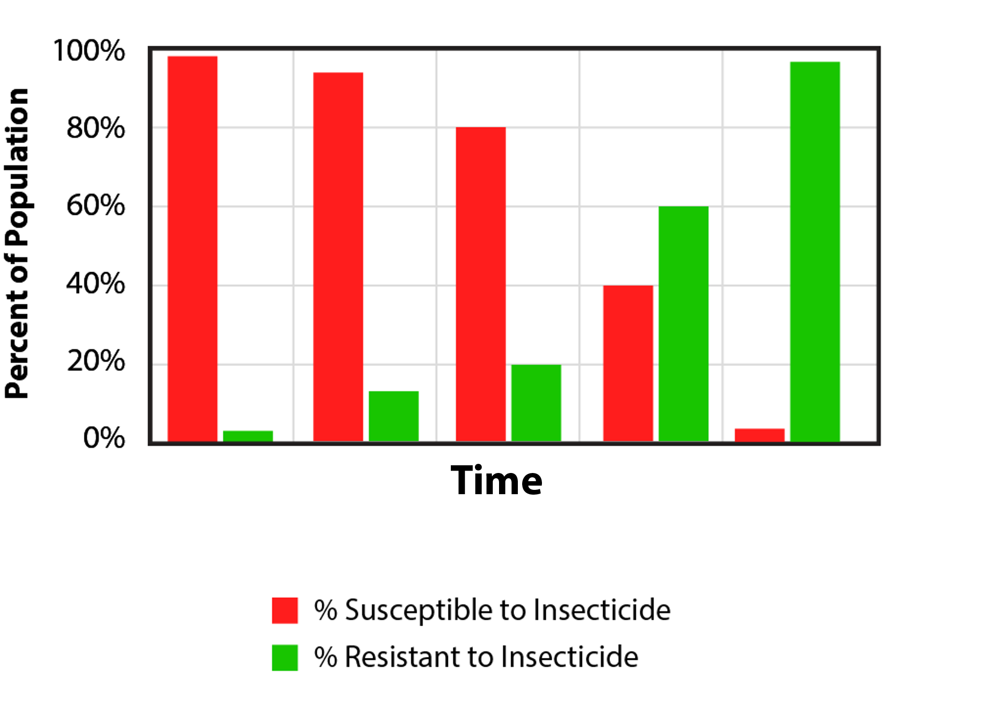 Percent of Population
100%
80%
60%
40%
20%
0%
Time
% Susceptible to Insecticide
% Resistant to Insecticide